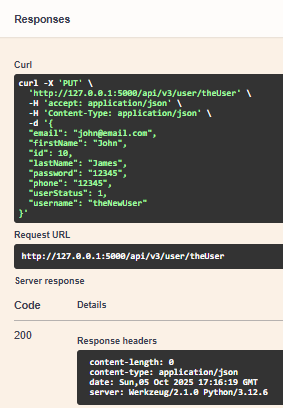 Responses
Curl
curl -X 'PUT' \
'http://127.0.0.1:5000/api/v3/user/theUser' \
-H 'accept: application/json' \
-H 'Content-Type: application/json' \
-d '{
"email": "john@email.com",
"firstName": "John",
"id": 10,
"lastName": "James",
"password": "12345",
"phone": "12345",
"userStatus": 1,
"username": "theNewUser"
}'
Request URL
http://127.0.0.1:5000/api/v3/user/theUser
Server response
Code Details
200
Response headers
content-length: 0
content-type: application/json
date: Sun,05 Oct 2025 17:16:19 GMT
server: Werkzeug/2.1.0 Python/3.12.6